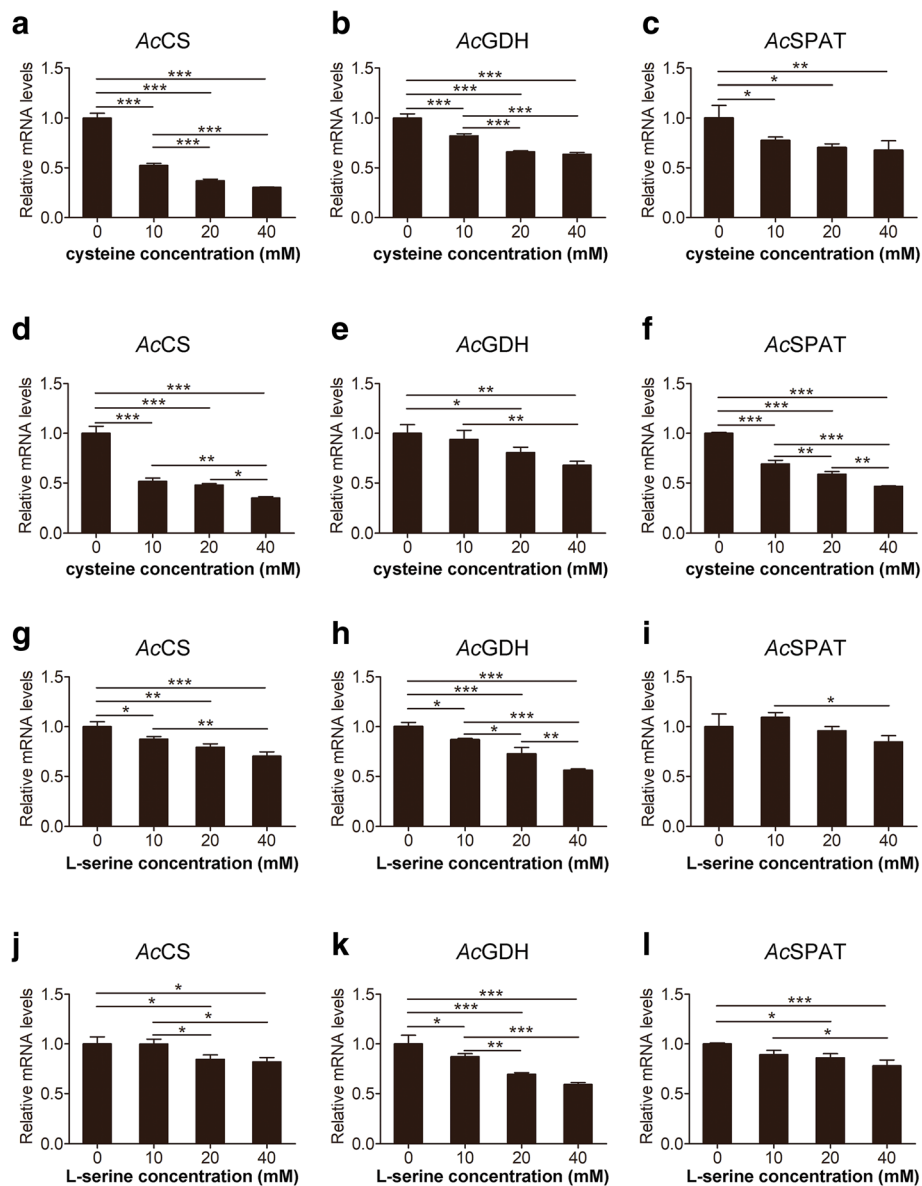 a
AcCS
Relative mRNA levels
1.5
1.0
0.5
0.0
***
***
***
***
***
0 10 20 40
cysteine concentration (mM)
b
AcGDH
Relative mRNA levels
1.5
1.0
0.5
0.0
***
***
*** ***
***
0 10 20 40
cysteine concentration (mM)
c
AcSPAT
Relative mRNA levels
1.5
1.0
0.5
0.0
**
*
*
0 10 20 40
cysteine concentration (mM)
d
AcCS
Relative mRNA levels
1.5
1.0
0.5
0.0
***
***
***
**
*
0 10 20 40
cysteine concentration (mM)
e
AcGDH
Relative mRNA levels
1.5
1.0
0.5
0.0
**
*
**
0 10 20 40
cysteine concentration (mM)
f
AcSPAT
Relative mRNA levels
1.5
1.0
0.5
0.0
***
***
***
***
** **
0 10 20 40
cysteine concentration (mM)
g
AcCS
Relative mRNA levels
1.5
1.0
0.5
0.0
***
**
*
**
0 10 20 40
L-serine concentration (mM)
h
AcGDH
Relative mRNA levels
1.5
1.0
0.5
0.0
***
***
*
***
*
**
0 10 20 40
L-serine concentration (mM)
i
AcSPAT
Relative mRNA levels
1.5
1.0
0.5
0.0
*
0 10 20 40
L-serine concentration (mM)
j
AcCS
Relative mRNA levels
1.5
1.0
0.5
0.0
*
*
*
*
0 10 20 40
L-serine concentration (mM)
k
AcGDH
Relative mRNA levels
1.5
1.0
0.5
0.0
***
***
*
***
**
0 10 20 40
L-serine concentration (mM)
l
AcSPAT
Relative mRNA levels
1.5
1.0
0.5
0.0
***
*
*
0 10 20 40
L-serine concentration (mM)